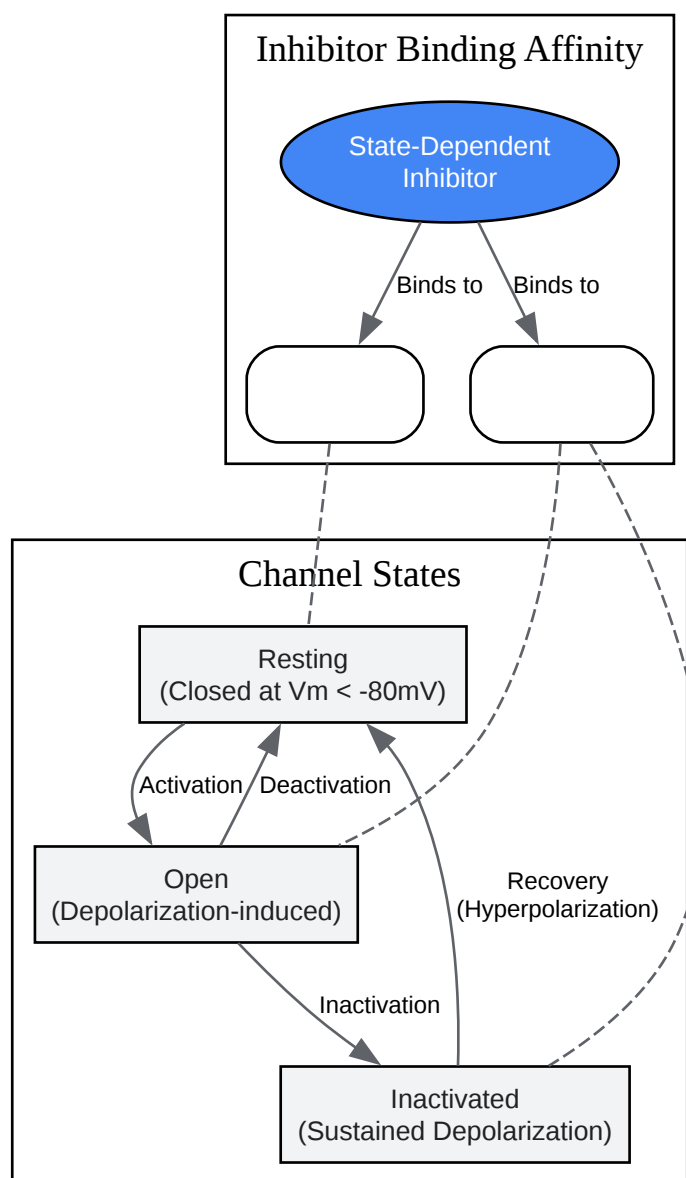 Inhibitor Binding Affinity
State-Dependent
Inhibitor
Binds to
Binds to
Channel States
Resting
(Closed at Vm < -80mV)
Activation
Deactivation
Open
(Depolarization-induced)
Recovery
(Hyperpolarization)
Inactivation
Inactivated
(Sustained Depolarization)